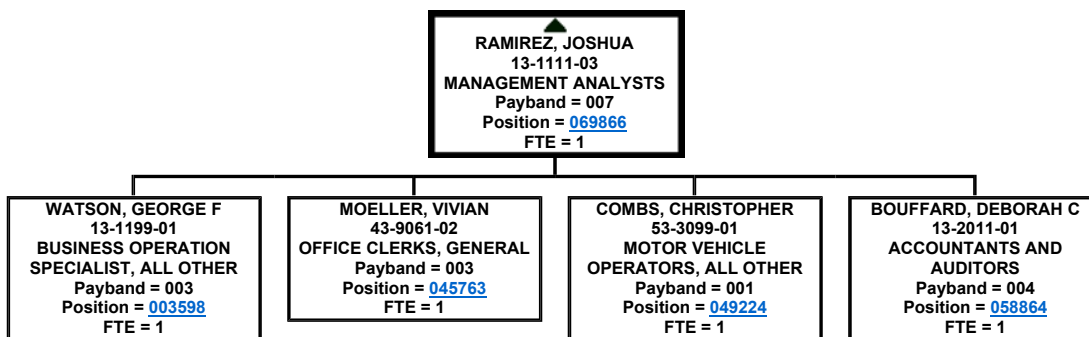 RAMIREZ, JOSHUA
13-1111-03
MANAGEMENT ANALYSTS
Payband = 007
Position = 069866
FTE = 1
WATSON, GEORGE F
13-1199-01
BUSINESS OPERATION
SPECIALIST, ALL OTHER
Payband = 003
Position = 003598
FTE = 1
MOELLER, VIVIAN
43-9061-02
OFFICE CLERKS, GENERAL
Payband = 003
Position = 045763
FTE = 1
COMBS, CHRISTOPHER
53-3099-01
MOTOR VEHICLE
OPERATORS, ALL OTHER
Payband = 001
Position = 049224
FTE = 1
BOUFFARD, DEBORAH C
13-2011-01
ACCOUNTANTS AND
AUDITORS
Payband = 004
Position = 058864
FTE = 1